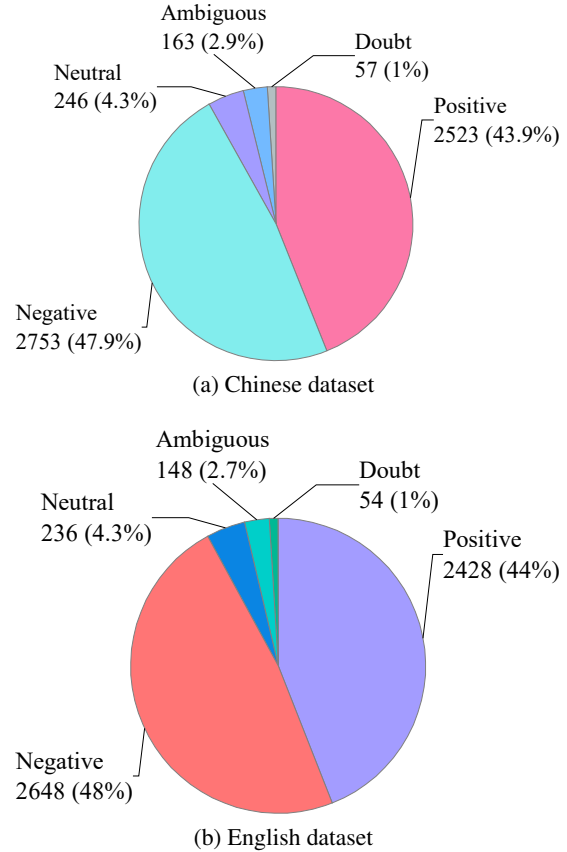 Ambiguous
163 (2.9%)
Doubt
57 (1%)
Neutral
246 (4.3%)
Positive
2523 (43.9%)
Negative
2753 (47.9%)
(a) Chinese dataset
Ambiguous
148 (2.7%)
Doubt
54 (1%)
Neutral
236 (4.3%)
Positive
2428 (44%)
Negative
2648 (48%)
(b) English dataset